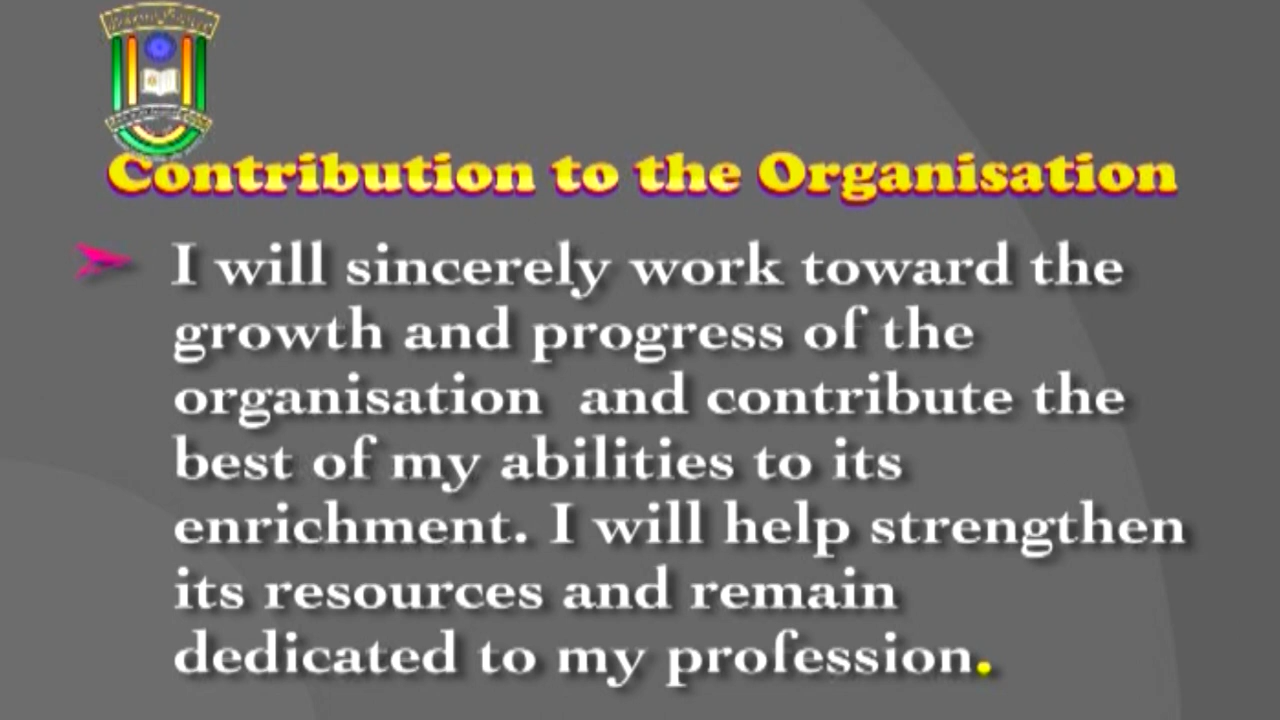 Contribution to the Organisation
I will sincerely work toward the
growth and progress of the
organisation and contribute the
best of my abilities to its
enrichment. I will help strengthen
its resources and remain
dedicated to my profession.